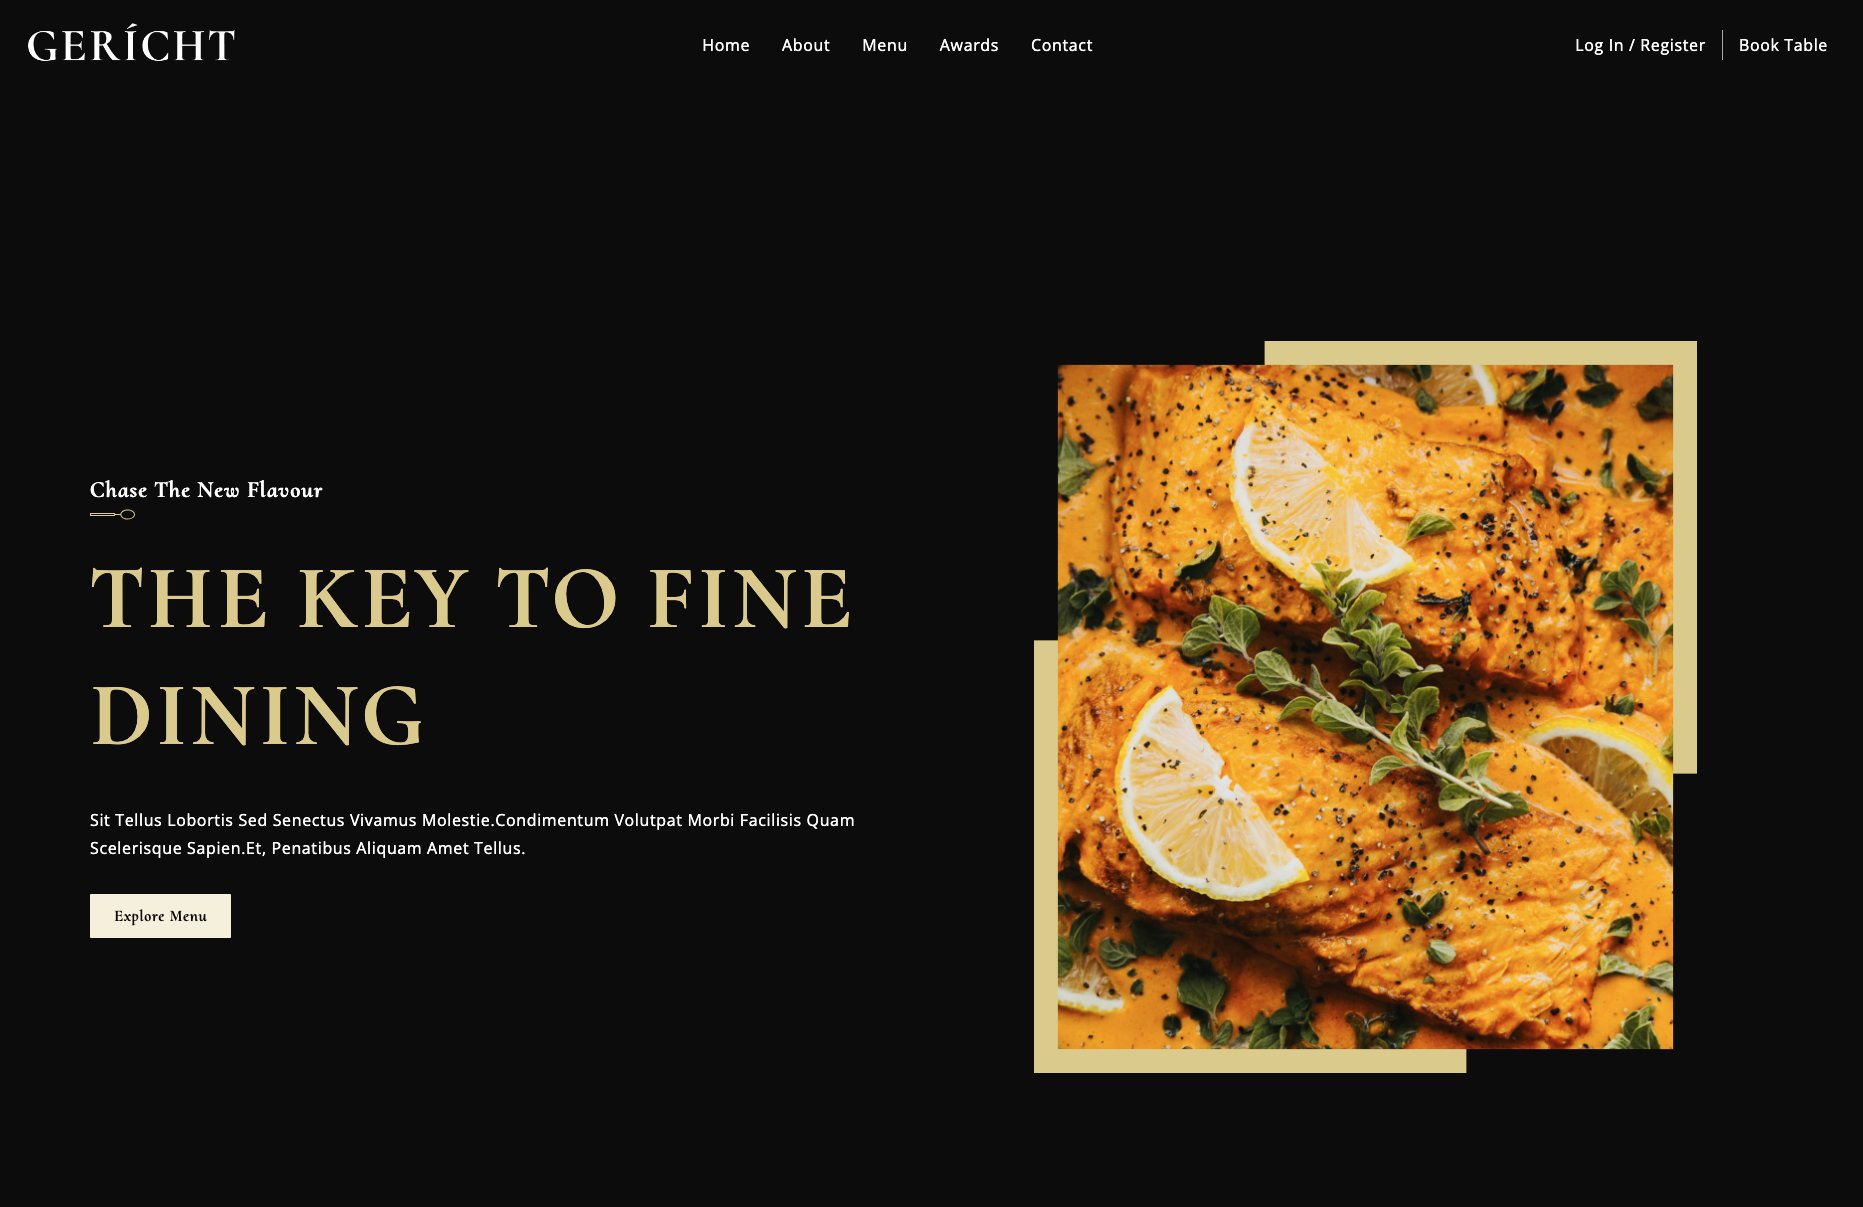 GERÍCHT
Home About Menu Awards Contact
Log In / Register Book Table
Chase The New Flavour
THE KEY TO FINE
DINING
Sit Tellus Lobortis Sed Senectus Vivamus Molestie.Condimentum Volutpat Morbi Facilisis Quam
Scelerisque Sapien.Et, Penatibus Aliquam Amet Tellus.
Explore Menu